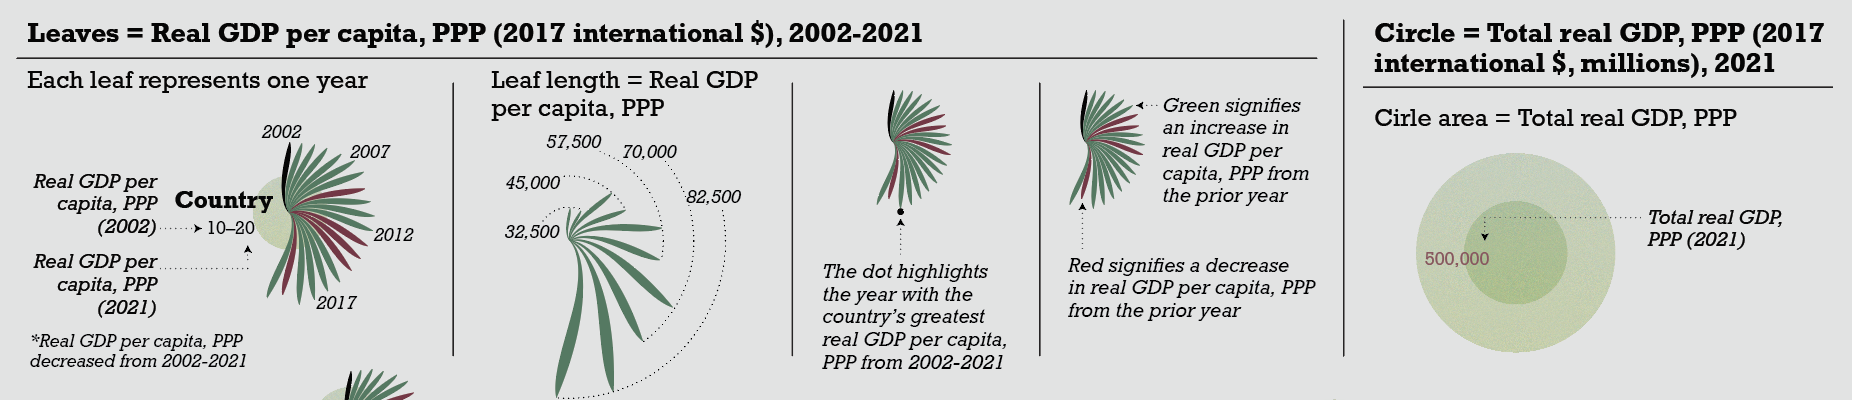 Leaves = Real GDP per capita, PPP (2017 international $), 2002-2021
Each leaf represents one year
2002
2007
2012
2017
Real GDP per
capita, PPP
(2002)
Country
10–20
Real GDP per
capita, PPP
(2021)
*Real GDP per capita, PPP
decreased from 2002-2021
Leaf length = Real GDP
per capita, PPP
57,500
70,000
45,000
82,500
32,500
The dot highlights
the year with the
country's greatest
real GDP per capita,
PPP from 2002-2021
Green signifies
an increase in
real GDP per
capita, PPP from
the prior year
Red signifies a decrease
in real GDP per capita, PPP
from the prior year
Circle = Total real GDP, PPP (2017
international $, millions), 2021
Cirle area = Total real GDP, PPP
Total real GDP,
PPP (2021)
500,000